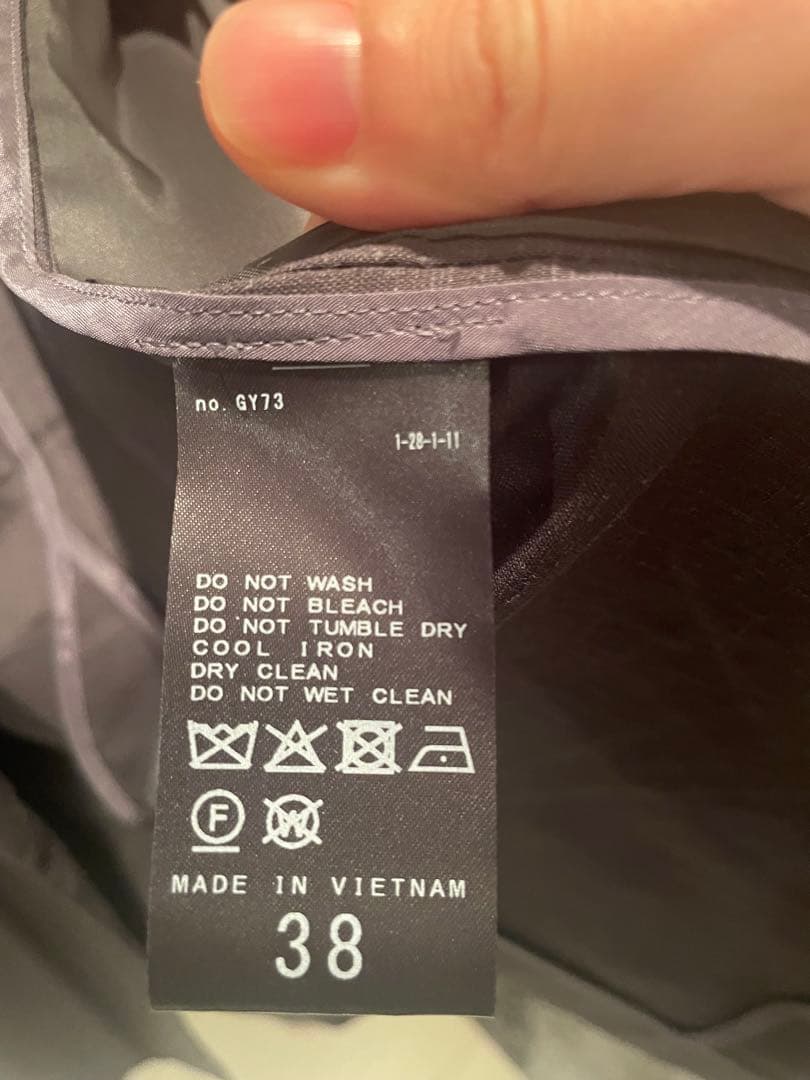 no. GY73
1-28-1-11
DO NOT WASH
DO NOT BLEACH
DO NOT TUMBLE DRY
COOL IRON
DRY CLEAN
DO NOT WET CLEAN
F W
MADE IN VIETNAM
38